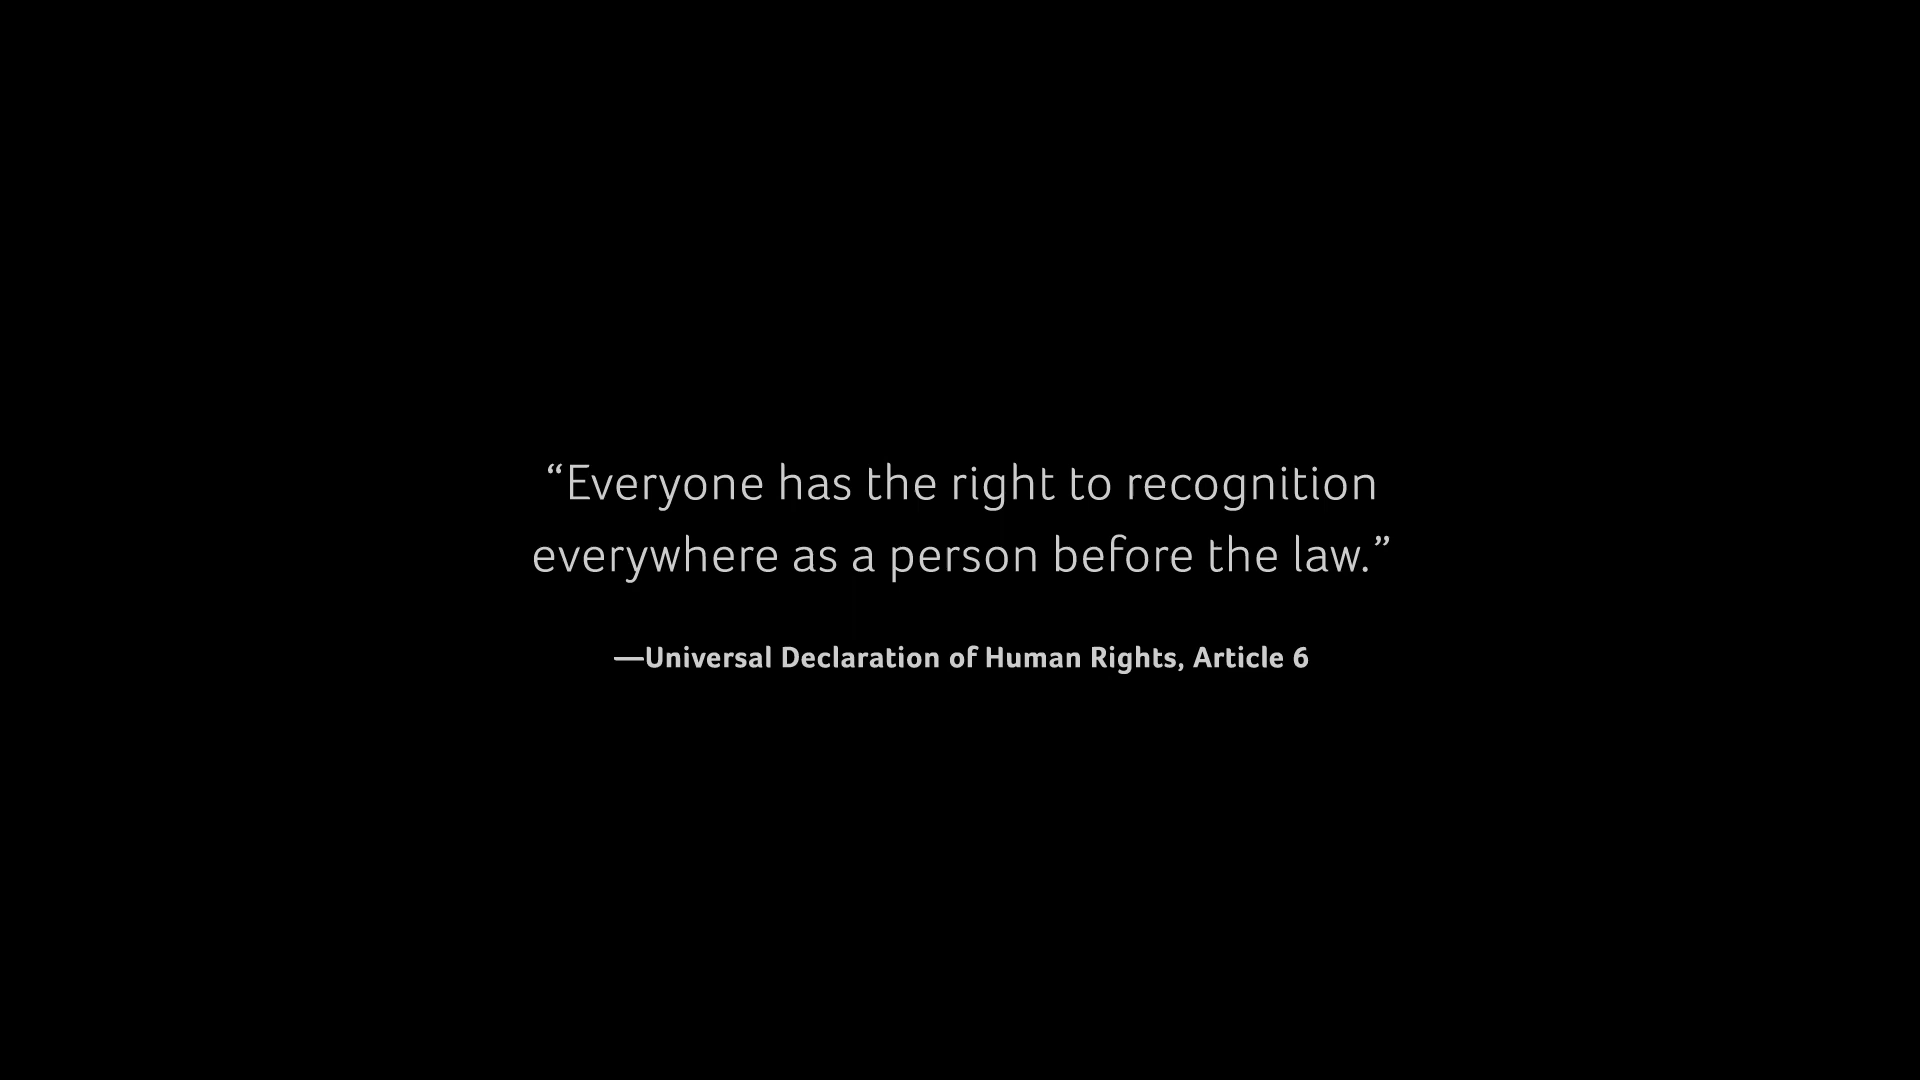 “Everyone has the right to recognition
everywhere as a person before the law.”
—Universal Declaration of Human Rights, Article 6